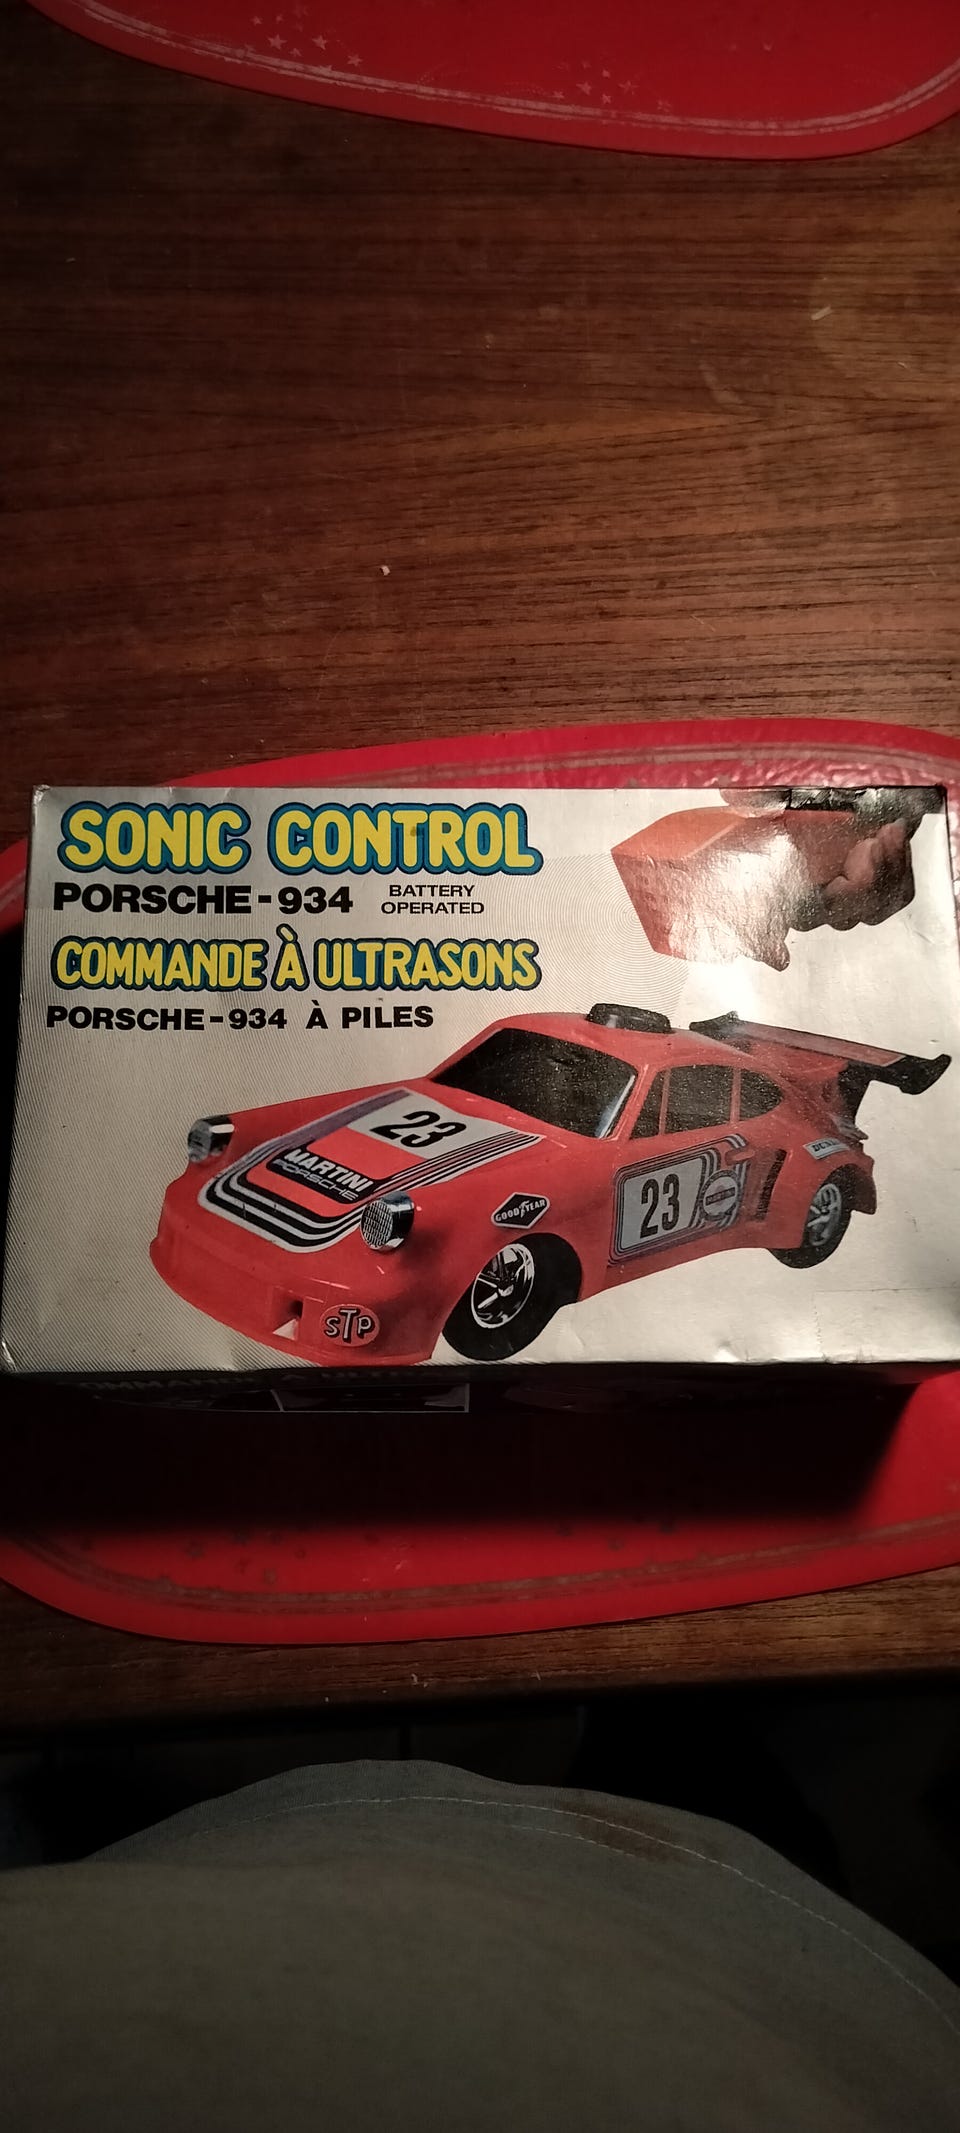 SONIC CONTROL
PORSCHE-934 BATTERY OPERATED
COMMANDE À ULTRASONS
PORSCHE-934 À PILES
23
MARTINI
PORSCHE
GOODYEAR
23
STP